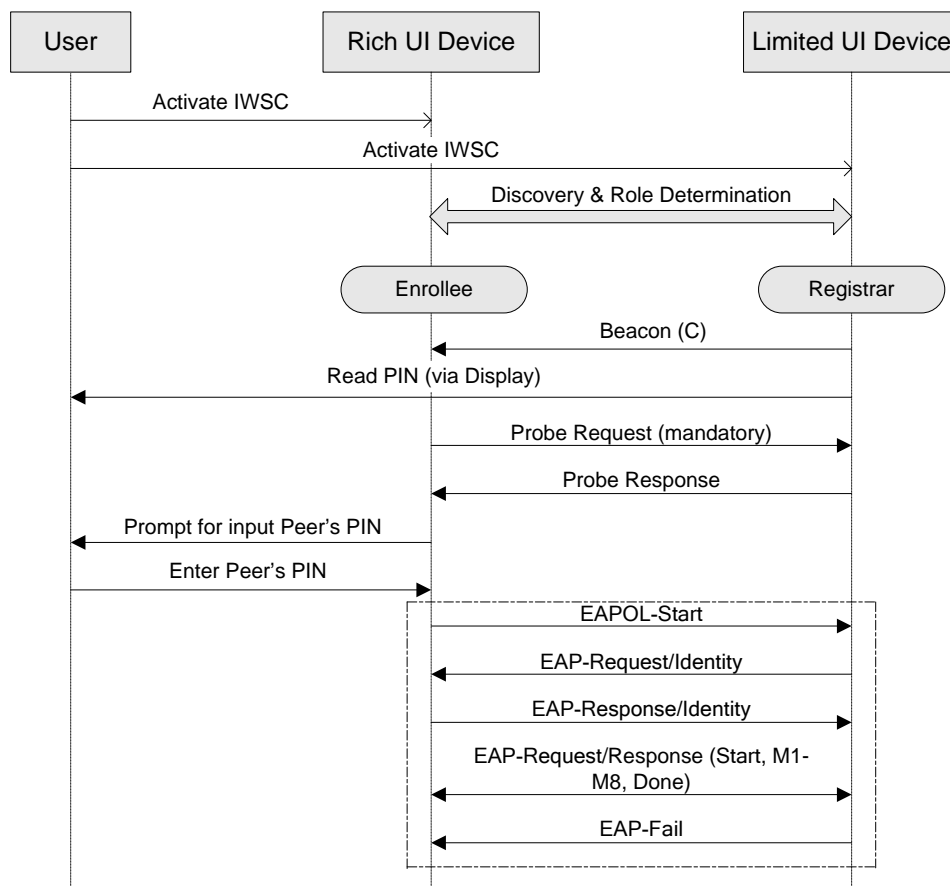 User
Rich UI Device
Limited UI Device
Activate IWSC
Activate IWSC
Discovery & Role Determination
Enrollee
Registrar
Beacon (C)
Read PIN (via Display)
Probe Request (mandatory)
Probe Response
Prompt for input Peer’s PIN
Enter Peer’s PIN
EAPOL-Start
EAP-Request/Identity
EAP-Response/Identity
EAP-Request/Response (Start, M1-
M8, Done)
EAP-Fail